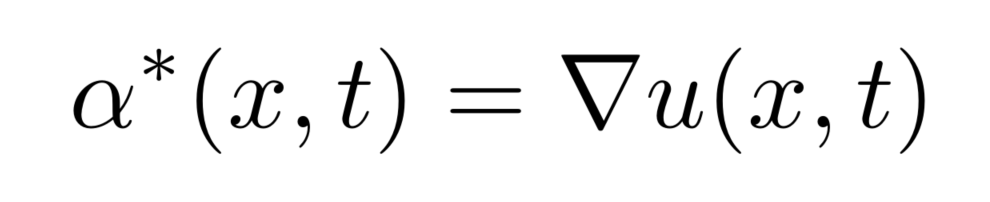 α*(x, t) = ∇u(x, t)